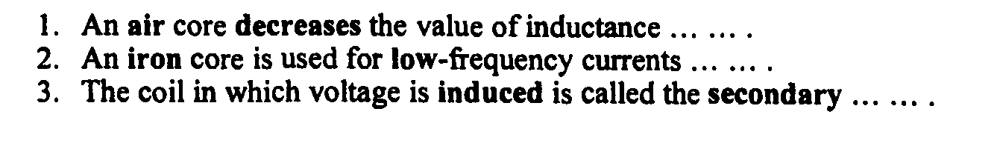 1. An air core decreases the value of inductance ... ... .
2. An iron core is used for low-frequency currents ... ... .
3. The coil in which voltage is induced is called the secondary ... ... .